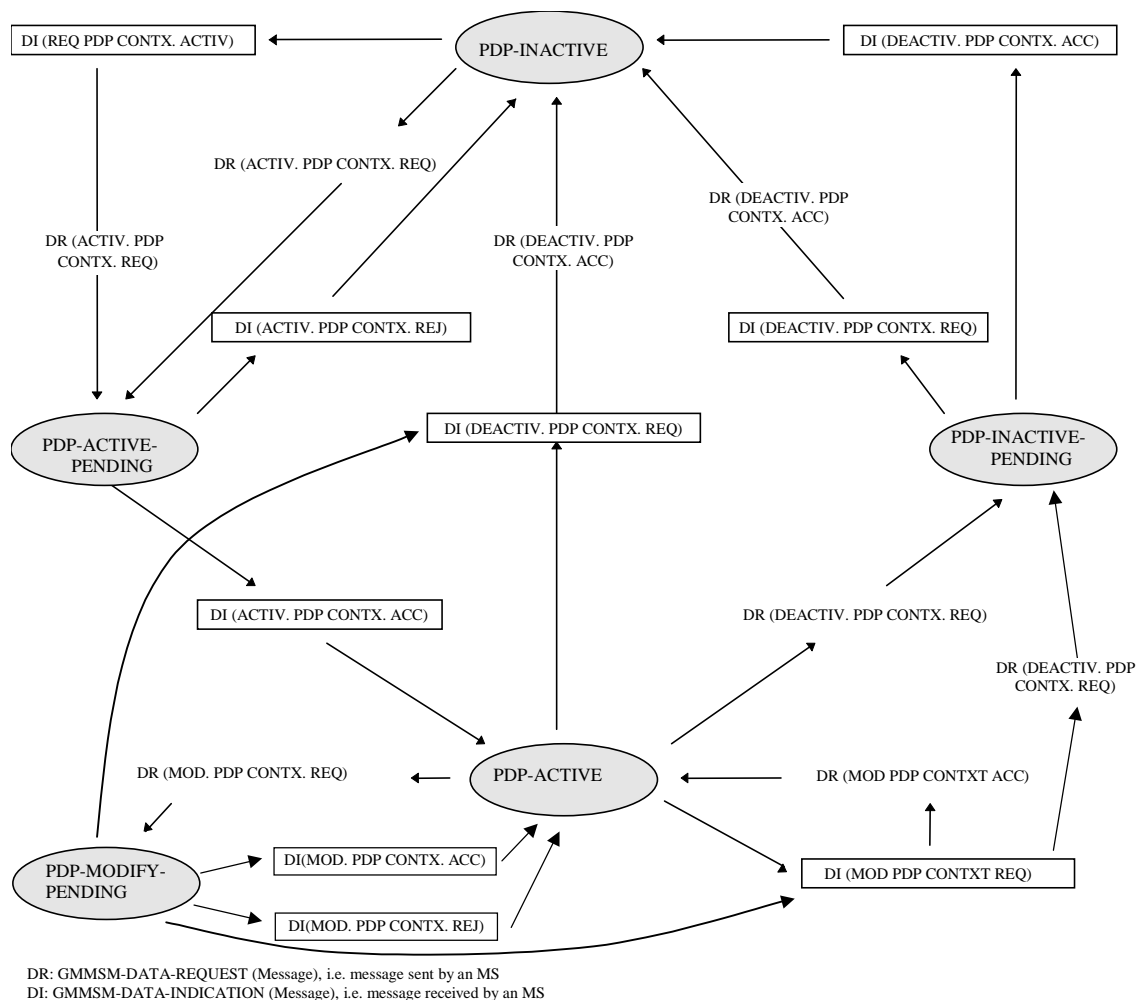 DI (REQ PDP CONTX. ACTIV)
PDP-INACTIVE
DI (DEACTIV. PDP CONTX. ACC)
DR (ACTIV. PDP CONTX. REQ)
DR (DEACTIV. PDP
CONTX. ACC)
DR (ACTIV. PDP
CONTX. REQ)
DR (DEACTIV. PDP
CONTX. ACC)
DI (ACTIV. PDP CONTX. REJ)
DI (DEACTIV. PDP CONTX. REQ)
PDP-ACTIVE-
PENDING
DI (DEACTIV. PDP CONTX. REQ)
PDP-INACTIVE-
PENDING
DI (ACTIV. PDP CONTX. ACC)
DR (DEACTIV. PDP CONTX. REQ)
DR (DEACTIV. PDP
CONTX. REQ)
DR (MOD. PDP CONTX. REQ)
PDP-ACTIVE
DR (MOD PDP CONTXT ACC)
PDP-MODIFY-
PENDING
DI(MOD. PDP CONTX. ACC)
DI (MOD PDP CONTXT REQ)
DI(MOD. PDP CONTX. REJ)
DR: GMMSM-DATA-REQUEST (Message), i.e. message sent by an MS
DI: GMMSM-DATA-INDICATION (Message), i.e. message received by an MS